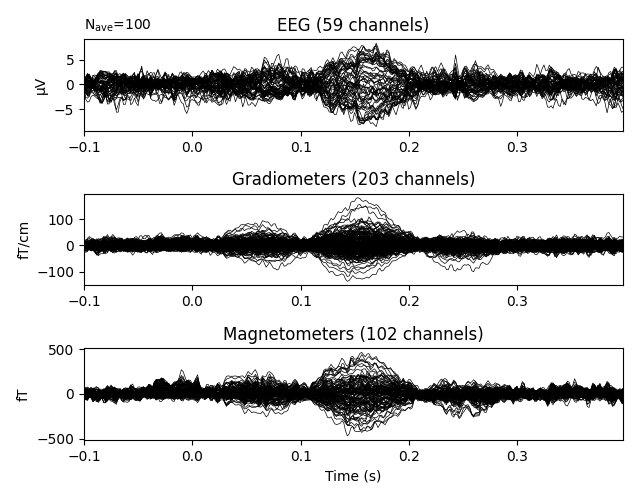 N_ave=100
EEG (59 channels)
µV
5
0
−5
−0.1 0.0 0.1 0.2 0.3
Gradiometers (203 channels)
fT/cm
100
0
−100
−0.1 0.0 0.1 0.2 0.3
Magnetometers (102 channels)
fT
500
0
−500
−0.1 0.0 0.1 0.2 0.3
Time (s)